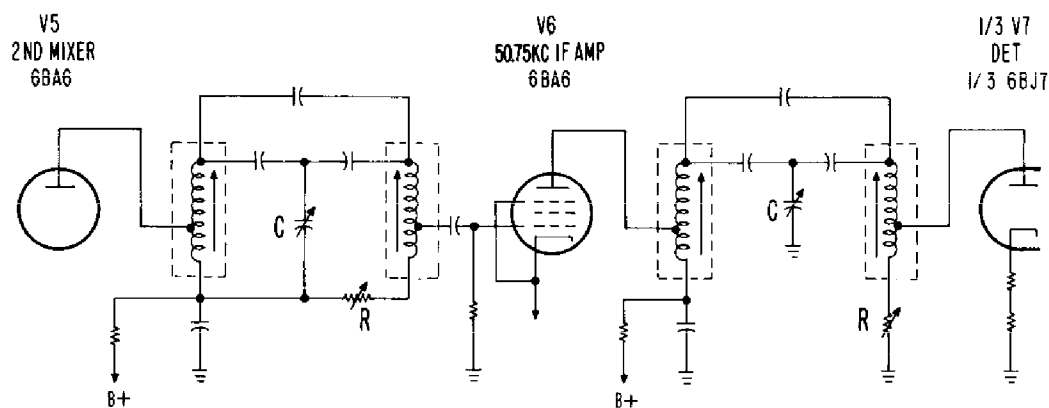 V5
2ND MIXER
6BA6
V6
50.75KC IF AMP
6BA6
1/3 V7
DET
1/3 6BJ7
C
R
B+
C
R
B+